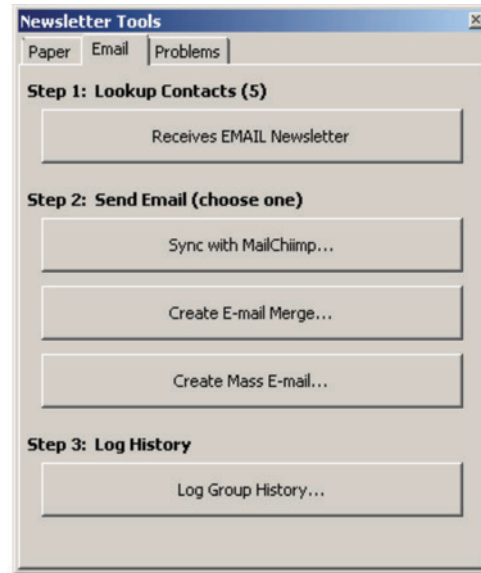 Newsletter Tools
Paper Email Problems
Step 1: Lookup Contacts (5)
Receives EMAIL Newsletter
Step 2: Send Email (choose one)
Sync with MailChiimp...
Create E-mail Merge...
Create Mass E-mail...
Step 3: Log History
Log Group History...